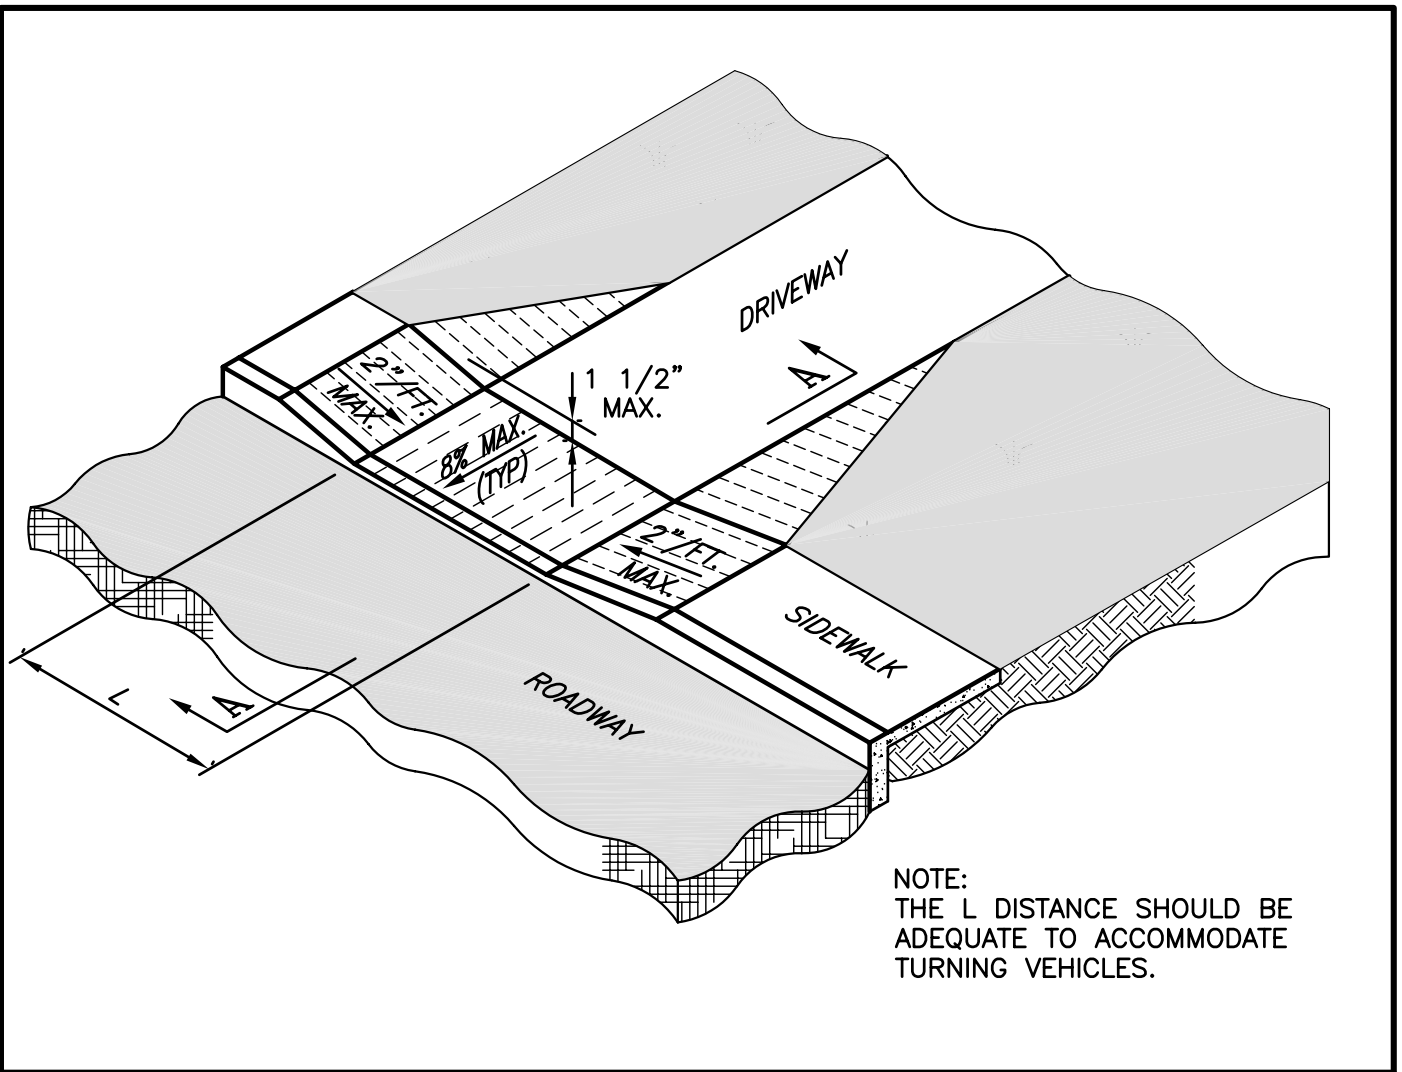 DRIVEWAY
A
2"/FT.
MAX.
1 1/2"
MAX.
8% MAX.
(TYP)
2"/FT.
MAX.
SIDEWALK
ROADWAY
L
A
NOTE:
THE L DISTANCE SHOULD BE
ADEQUATE TO ACCOMMODATE
TURNING VEHICLES.